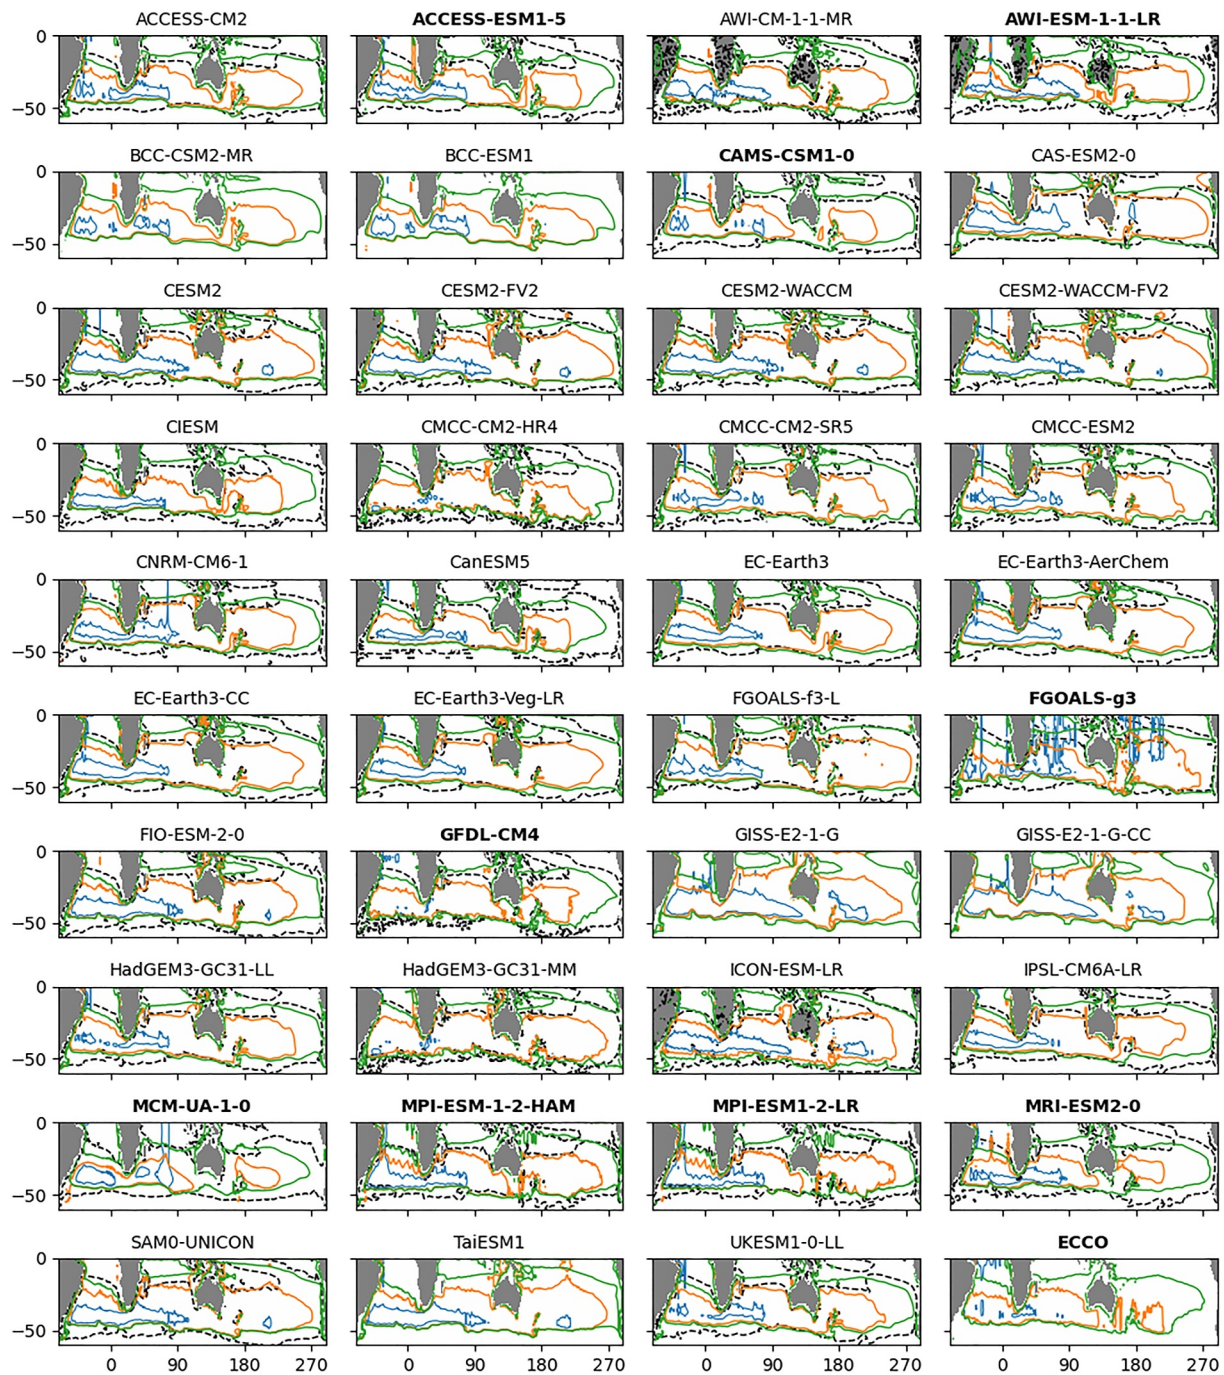 ACCESS-CM2 ACCESS-ESM1-5 AWI-CM-1-1-MR AWI-ESM-1-1-LR
0
−50
BCC-CSM2-MR BCC-ESM1 CAMS-CSM1-0 CAS-ESM2-0
0
−50
CESM2 CESM2-FV2 CESM2-WACCM CESM2-WACCM-FV2
0
−50
CIESM CMCC-CM2-HR4 CMCC-CM2-SR5 CMCC-ESM2
0
−50
CNRM-CM6-1 CanESM5 EC-Earth3 EC-Earth3-AerChem
0
−50
EC-Earth3-CC EC-Earth3-Veg-LR FGOALS-f3-L FGOALS-g3
0
−50
FIO-ESM-2-0 GFDL-CM4 GISS-E2-1-G GISS-E2-1-G-CC
0
−50
HadGEM3-GC31-LL HadGEM3-GC31-MM ICON-ESM-LR IPSL-CM6A-LR
0
−50
MCM-UA-1-0 MPI-ESM-1-2-HAM MPI-ESM1-2-LR MRI-ESM2-0
0
−50
SAM0-UNICON TaiESM1 UKESM1-0-LL ECCO
0
−50
0 90 180 270 0 90 180 270 0 90 180 270 0 90 180 270